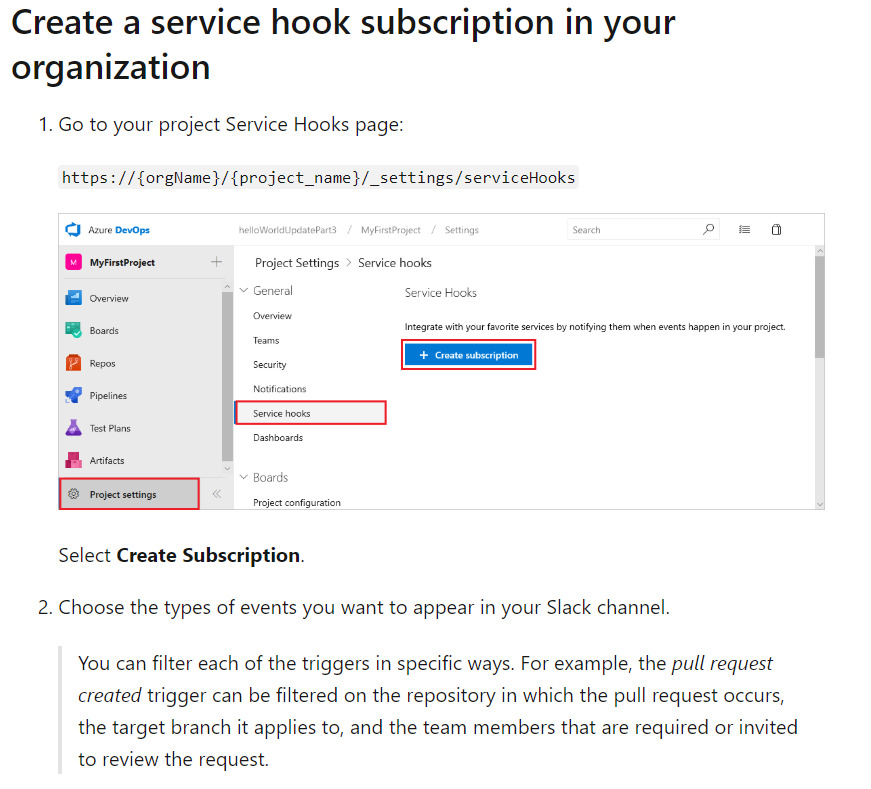 Create a service hook subscription in your
organization
1. Go to your project Service Hooks page:
https://{orgName}/{project_name}/_settings/serviceHooks
Azure DevOps
helloWorldUpdatePart3 / MyFirstProject / Settings
Search
M MyFirstProject
Project Settings > Service hooks
General
Service Hooks
Overview
Overview
Integrate with your favorite services by notifying them when events happen in your project.
Boards
Teams
+ Create subscription
Repos
Security
Pipelines
Notifications
Service hooks
Test Plans
Dashboards
Artifacts
Boards
Project settings
Project configuration
Select Create Subscription.
2. Choose the types of events you want to appear in your Slack channel.
You can filter each of the triggers in specific ways. For example, the pull request
created trigger can be filtered on the repository in which the pull request occurs,
the target branch it applies to, and the team members that are required or invited
to review the request.